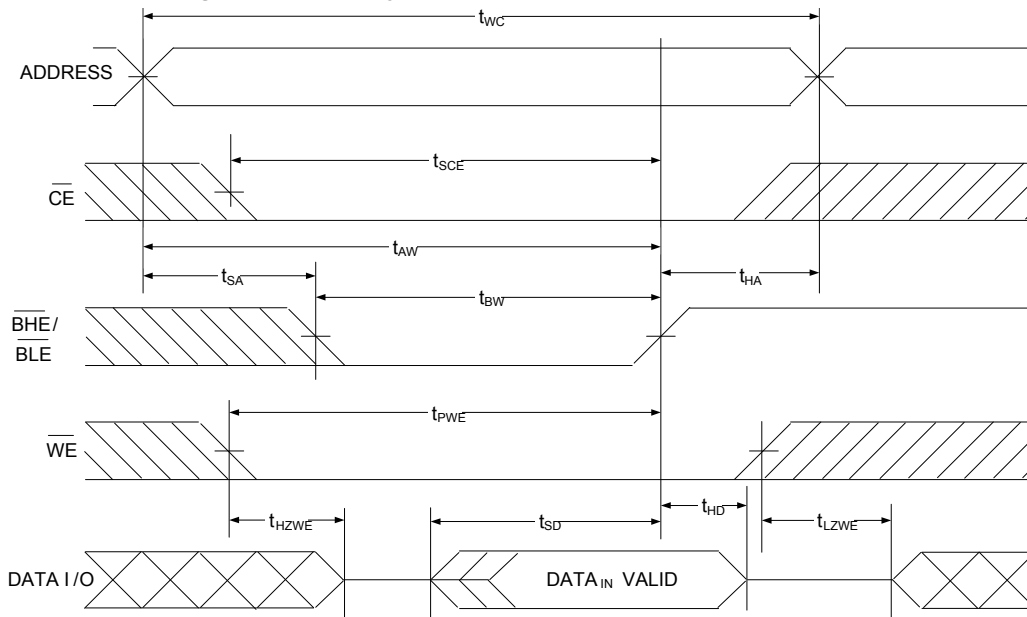 tWC
ADDRESS
tSCE
CE
tAW
tSA
tHA
tBW
BHE/
BLE
tPWE
WE
tHZWE
tSD
tHD
tLZWE
DATA I/O
DATAIN VALID